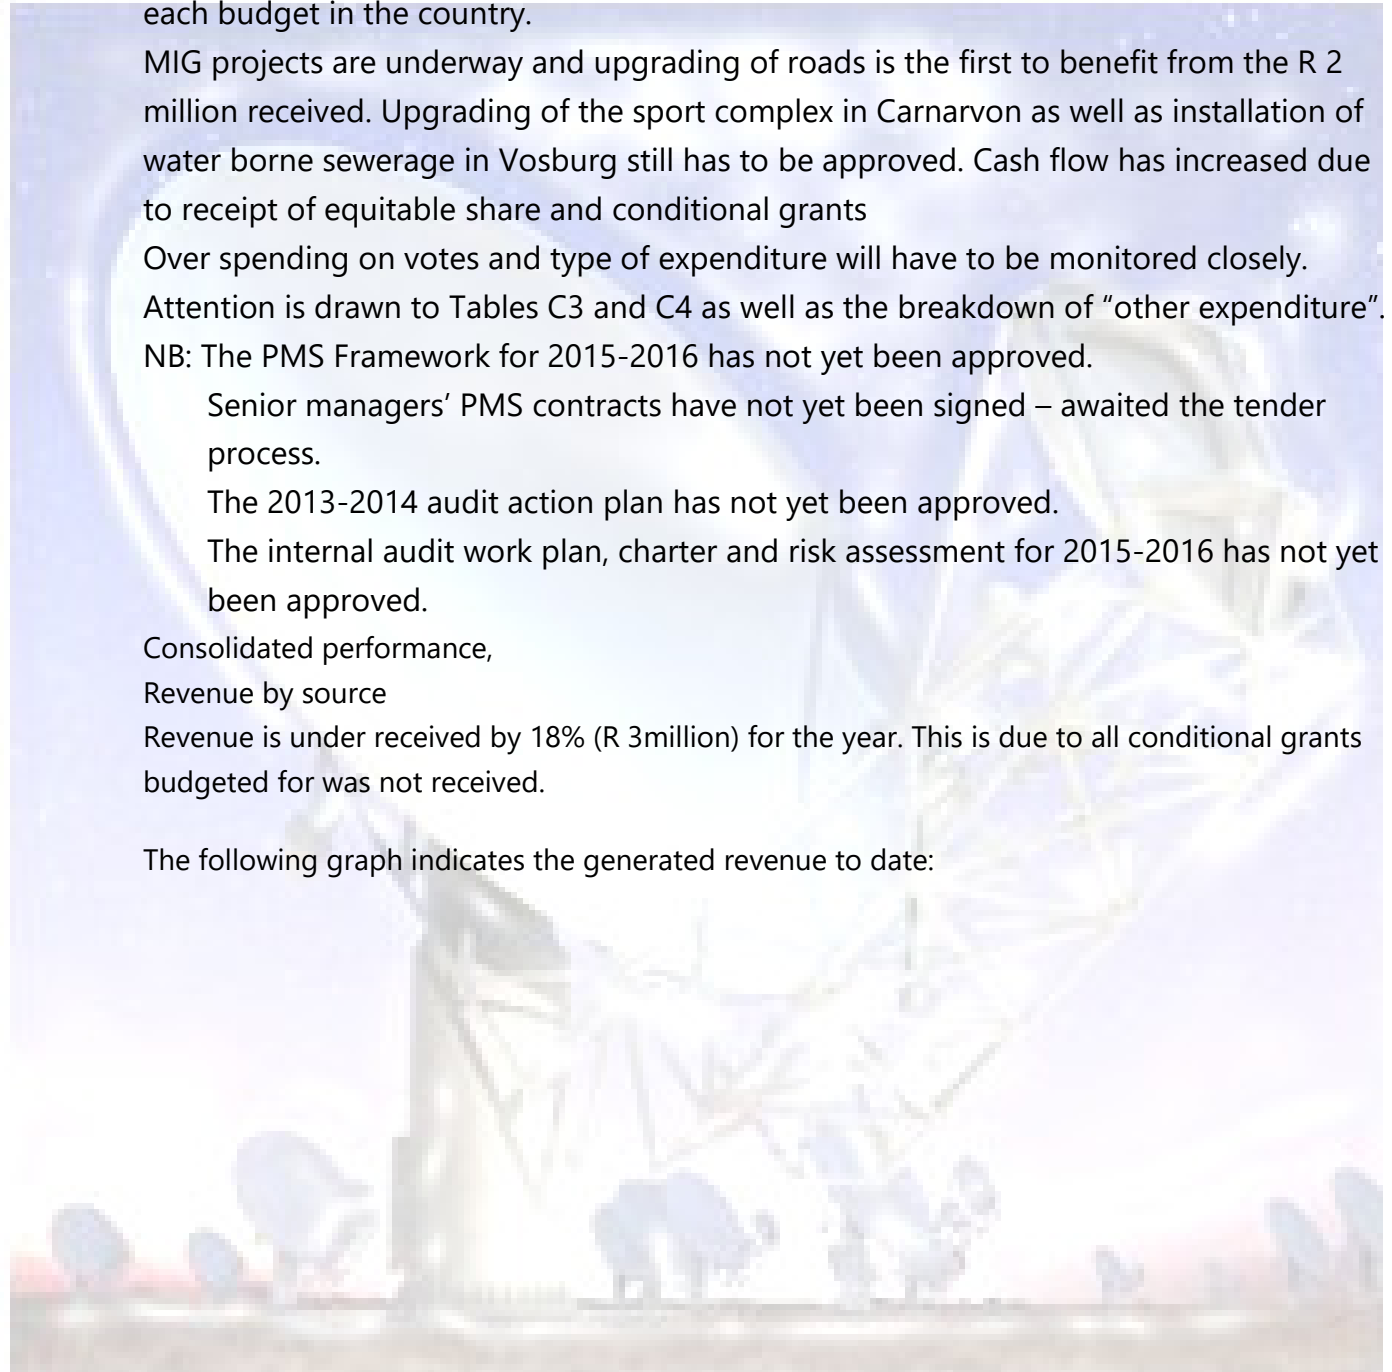 each budget in the country.
MIG projects are underway and upgrading of roads is the first to benefit from the R 2
million received. Upgrading of the sport complex in Carnarvon as well as installation of
water borne sewerage in Vosburg still has to be approved. Cash flow has increased due
to receipt of equitable share and conditional grants
Over spending on votes and type of expenditure will have to be monitored closely.
Attention is drawn to Tables C3 and C4 as well as the breakdown of “other expenditure”.
NB: The PMS Framework for 2015-2016 has not yet been approved.
Senior managers’ PMS contracts have not yet been signed – awaited the tender
process.
The 2013-2014 audit action plan has not yet been approved.
The internal audit work plan, charter and risk assessment for 2015-2016 has not yet
been approved.
Consolidated performance,
Revenue by source
Revenue is under received by 18% (R 3million) for the year. This is due to all conditional grants
budgeted for was not received.
The following graph indicates the generated revenue to date: